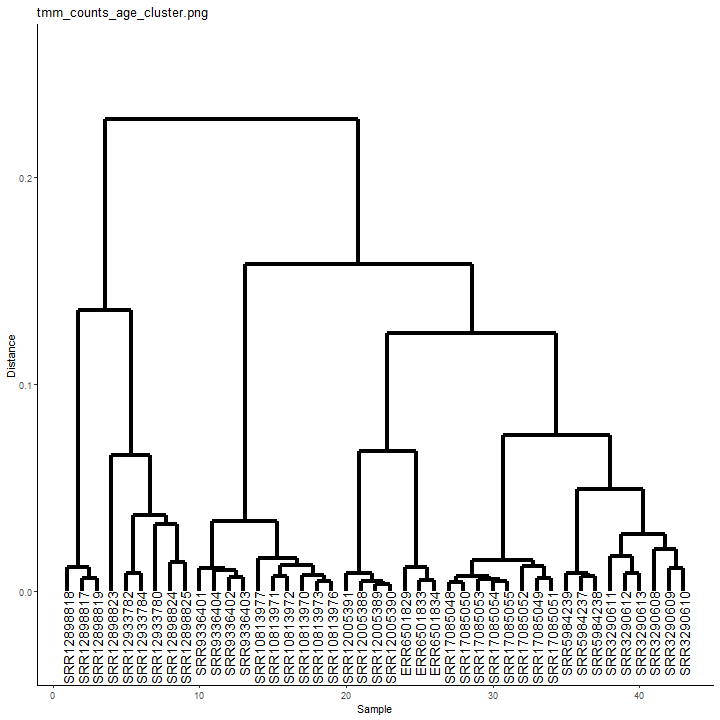 tmm_counts_age_cluster.png
Distance
0.2
0.1
0.0
SRR12898818
SRR12898817
SRR12898819
SRR12898823
SRR12933782
SRR12933784
SRR12933780
SRR12898824
SRR12898825
SRR9336401
SRR9336404
SRR9336402
SRR9336403
SRR10813977
SRR10813971
SRR10813972
SRR10813970
SRR10813973
SRR10813976
SRR12005391
SRR12005388
SRR12005389
SRR12005390
ERR6501829
ERR6501833
ERR6501834
SRR17085048
SRR17085050
SRR17085053
SRR17085054
SRR17085055
SRR17085052
SRR17085049
SRR17085051
SRR5984239
SRR5984237
SRR5984238
SRR3290611
SRR3290612
SRR3290613
SRR3290608
SRR3290609
SRR3290610
0 10 20 30 40
Sample